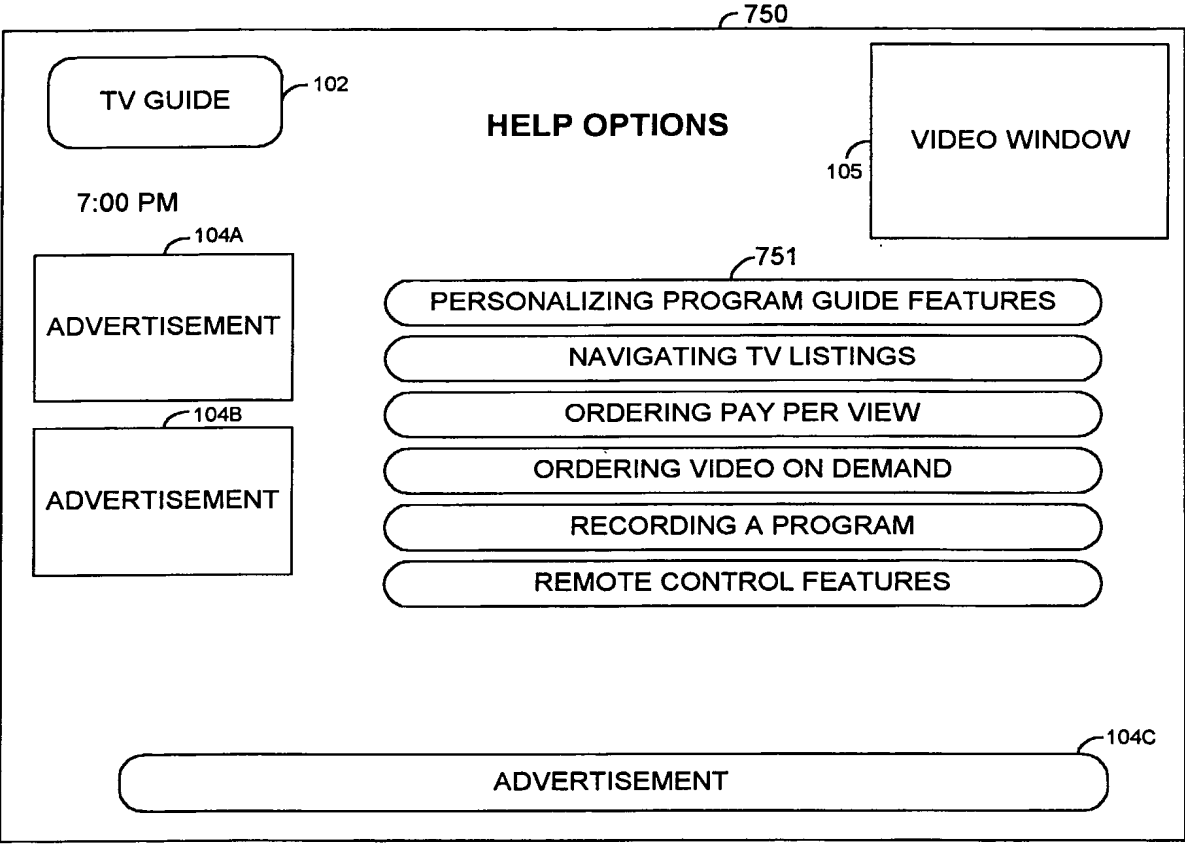 750
TV GUIDE
102
HELP OPTIONS
VIDEO WINDOW
105
7:00 PM
104A
ADVERTISEMENT
751
PERSONALIZING PROGRAM GUIDE FEATURES
NAVIGATING TV LISTINGS
104B
ORDERING PAY PER VIEW
ADVERTISEMENT
ORDERING VIDEO ON DEMAND
RECORDING A PROGRAM
REMOTE CONTROL FEATURES
104C
ADVERTISEMENT